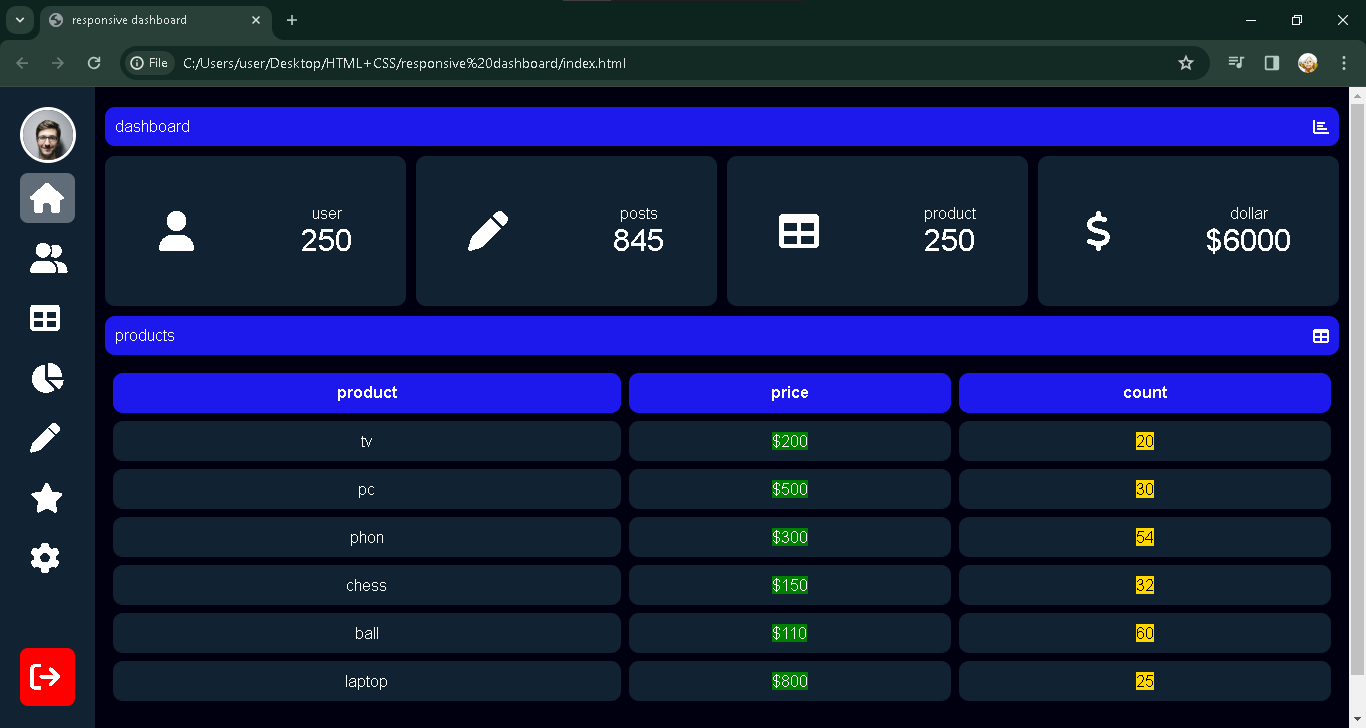 responsive dashboard
File C:/Users/user/Desktop/HTML+CSS/responsive%20dashboard/index.html
dashboard
user
250
posts
845
product
250
dollar
$6000
products
product price count
tv $200 20
pc $500 30
phon $300 54
chess $150 32
ball $110 60
laptop $800 25